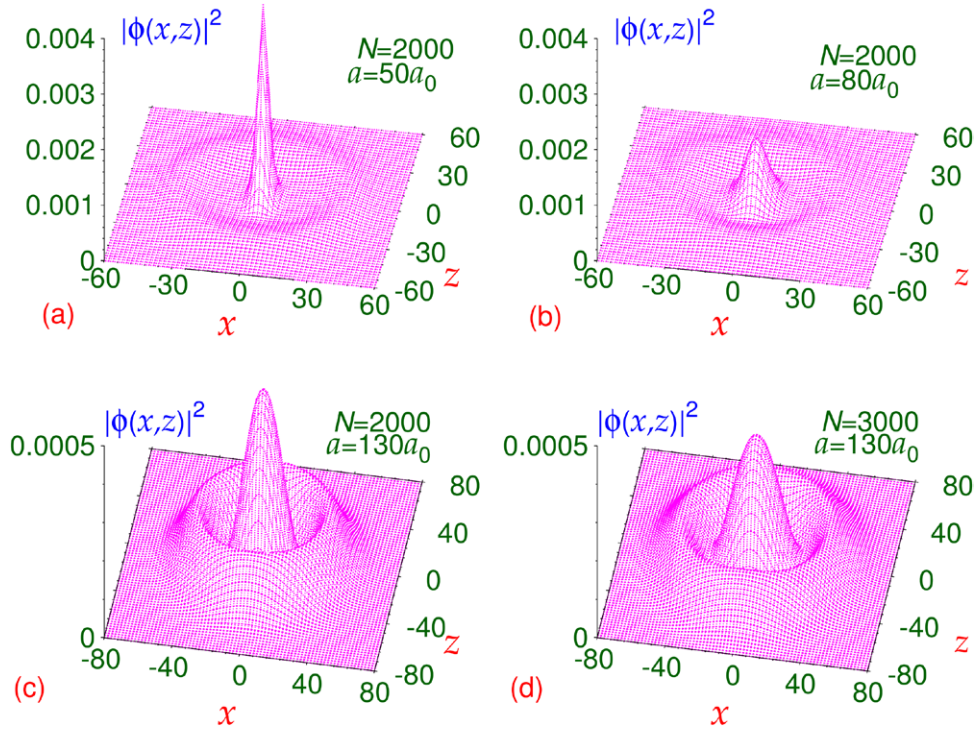 |ϕ(x,z)|²
N=2000
a=50a₀
0.004
0.003
0.002
0.001
0
-60
-30
0
30
60
60
30
0
-30
-60
x
z
(a)
|ϕ(x,z)|²
N=2000
a=80a₀
0.004
0.003
0.002
0.001
0
-60
-30
0
30
60
60
30
0
-30
-60
x
z
(b)
|ϕ(x,z)|²
N=2000
a=130a₀
0.0005
0
-80
-40
0
40
80
80
40
0
-40
-80
x
z
(c)
|ϕ(x,z)|²
N=3000
a=130a₀
0.0005
0
-80
-40
0
40
80
80
40
0
-40
-80
x
z
(d)